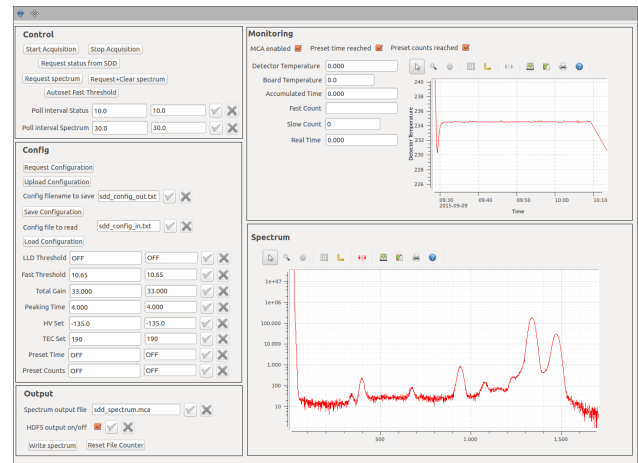 Control
Start Acquisition Stop Acquisition
Request status from SDD
Request spectrum Request+Clear spectrum
Autoset Fast Threshold
Poll interval Status 10.0 10.0
Poll interval Spectrum 30.0 30.0
Config
Request Configuration
Upload Configuration
Config filename to save sdd_config_out.txt
Save Configuration
Config file to read sdd_config_in.txt
Load Configuration
LLD Threshold OFF OFF
Fast Threshold 10.65 10.65
Total Gain 33.000 33.000
Peaking Time 4.000 4.000
HV Set -135.0 -135.0
TEC Set 190 190
Preset Time OFF OFF
Preset Counts OFF OFF
Output
Spectrum output file sdd_spectrum.mca
HDFS output on/off
Write spectrum Reset File Counter
Monitoring
MCA enabled Preset time reached Preset counts reached
Detector Temperature 0.000
Board Temperature 0.0
Accumulated Time 0.000
Fast Count
Slow Count 0
Real Time 0.000
Detector Temperature
240
238
236
234
232
230
228
226
09:30 09:40 09:50 10:00 10:10
2015-09-09
Time
Spectrum
1e+07
1e+06
100.000
10.000
1.000
100
10
500 1.000 1.500